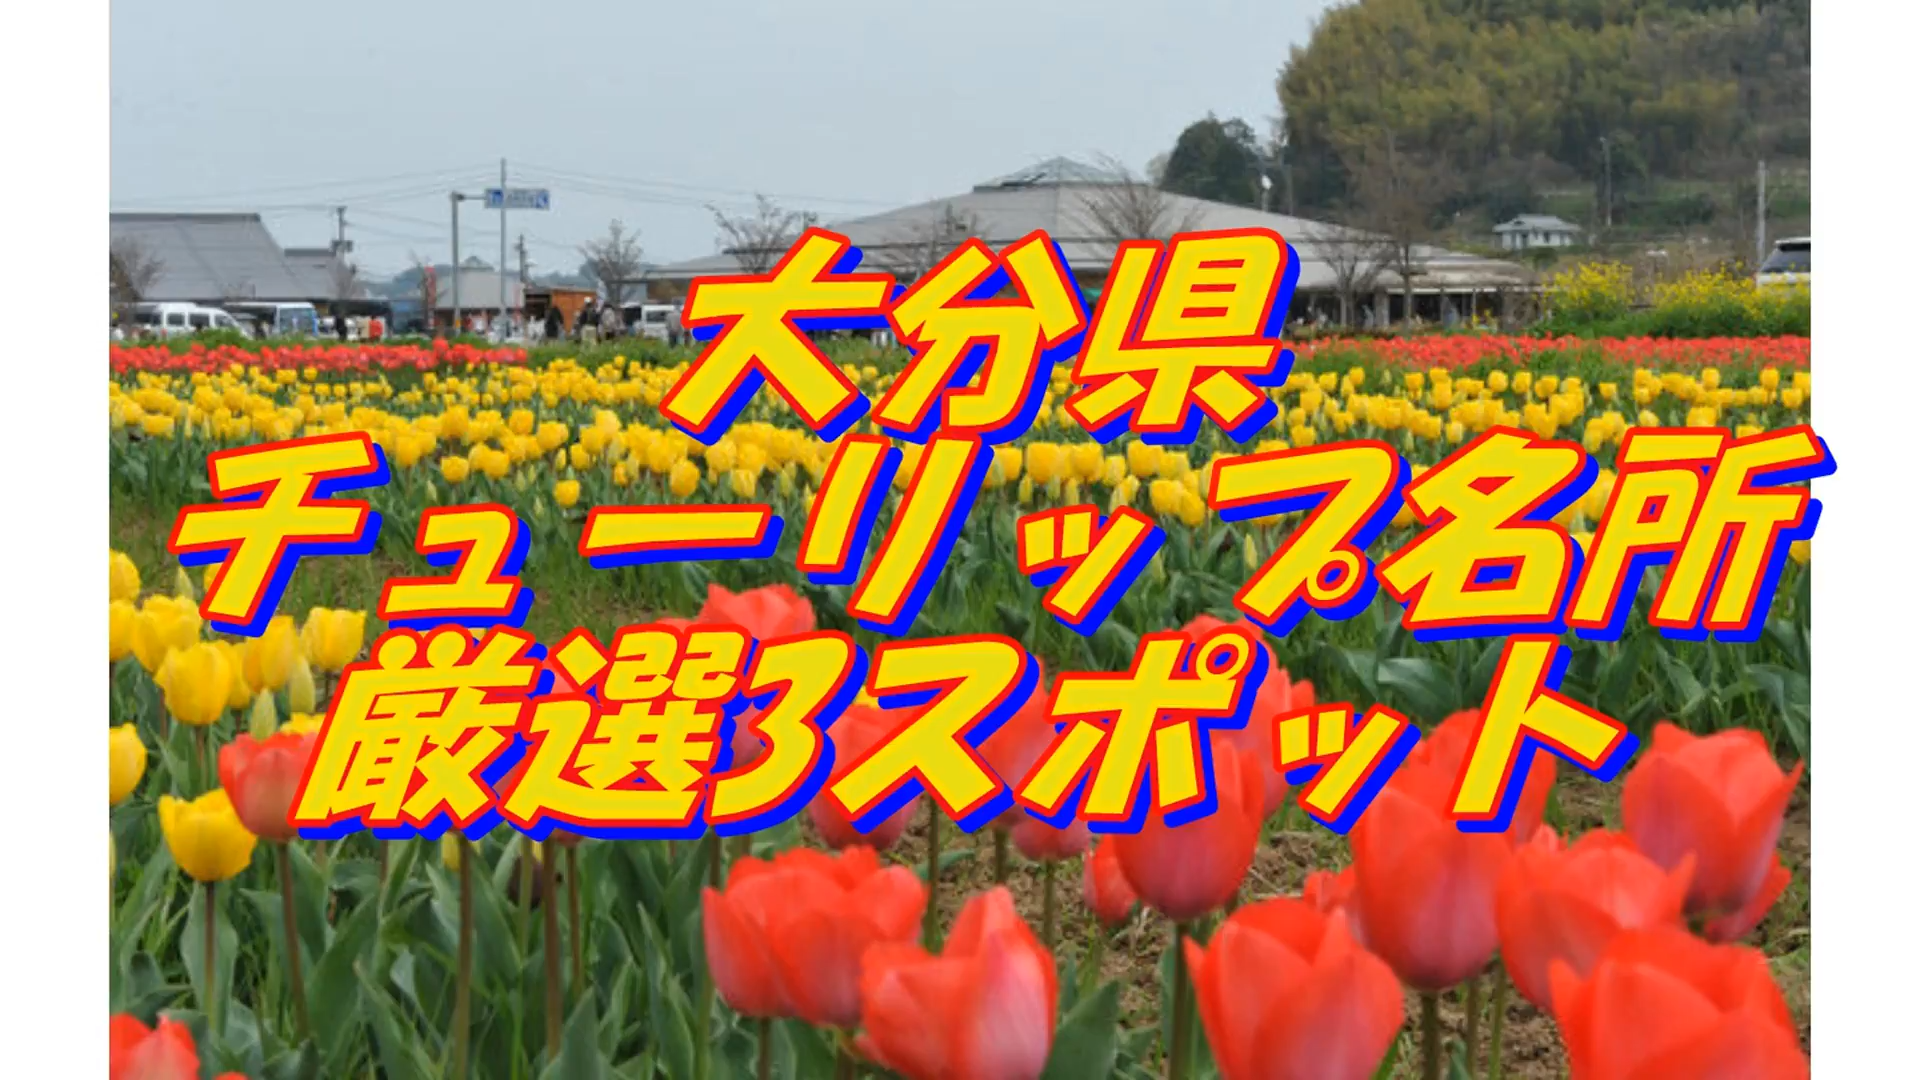 大分県
チューリップ名所
厳選3スポット